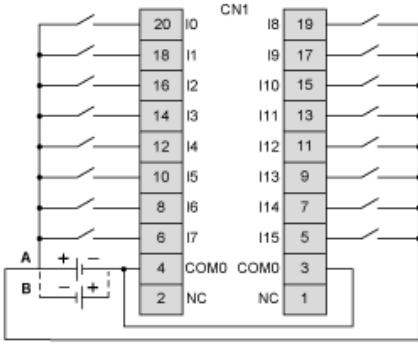 CN1
20 I0 I8 19
18 I1 I9 17
16 I2 I10 15
14 I3 I11 13
12 I4 I12 11
10 I5 I13 9
8 I6 I14 7
6 I7 I15 5
A + − 4 COM0 COM0 3
B − + 2 NC NC 1